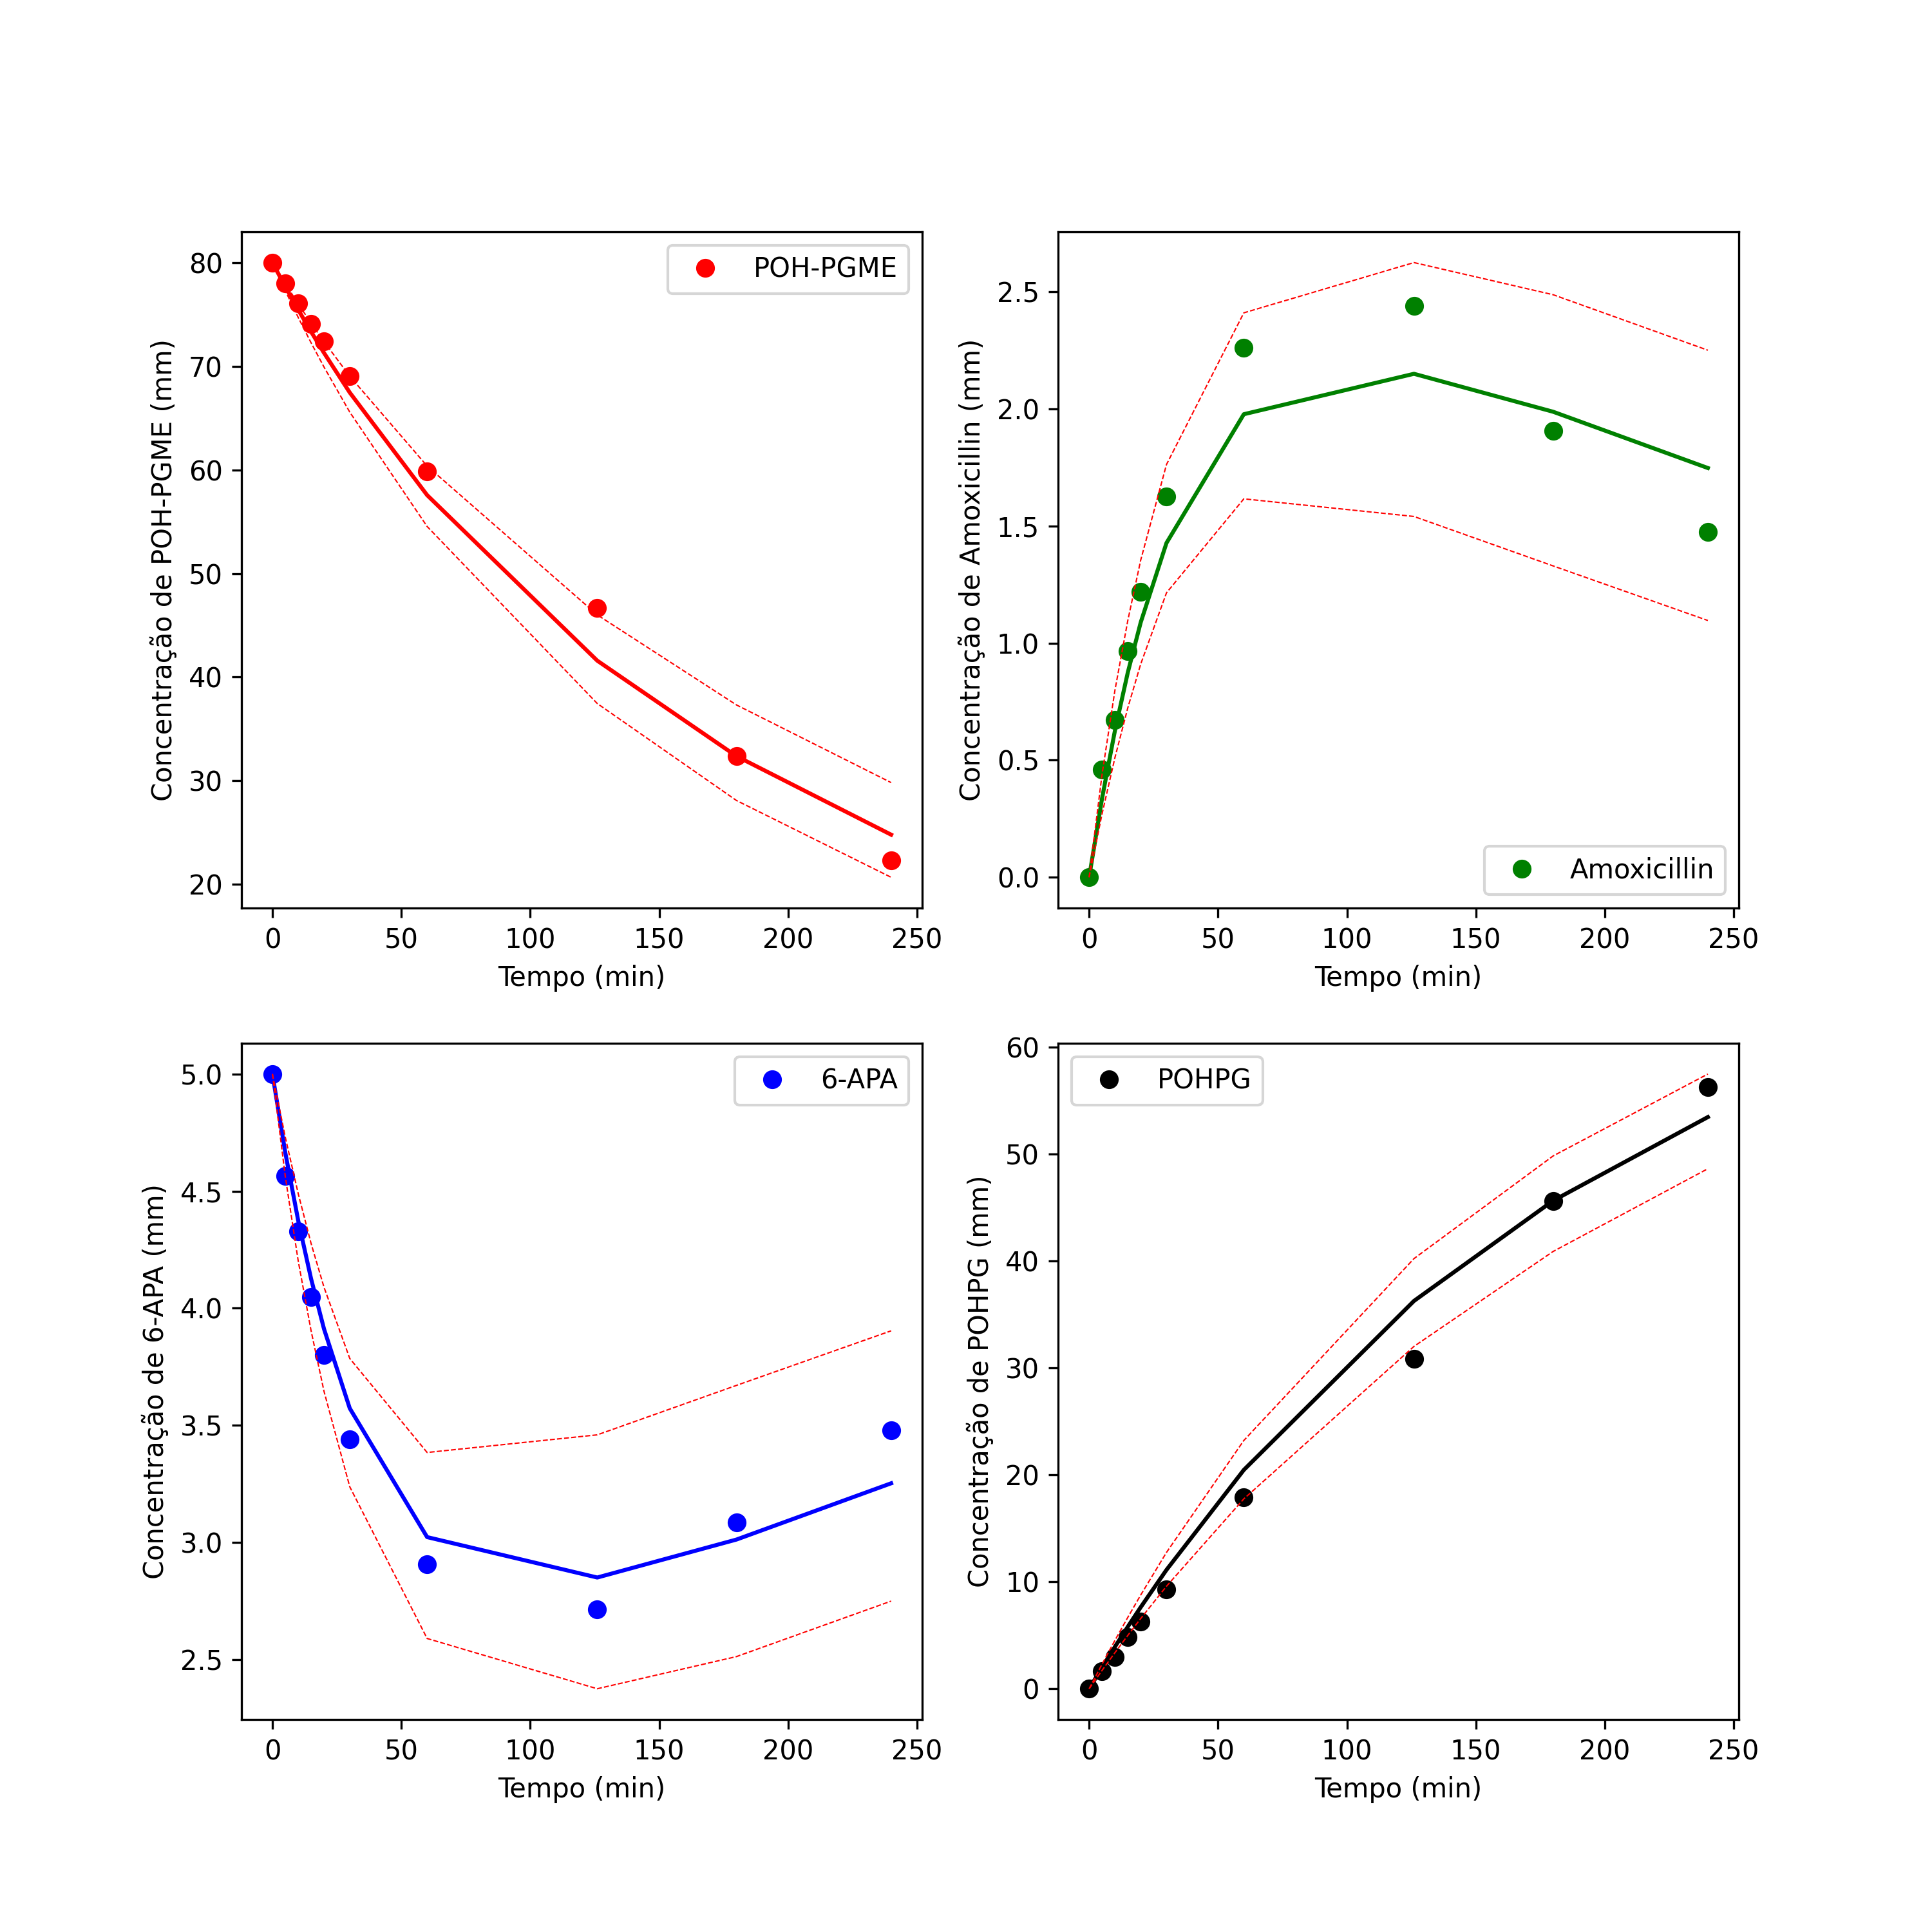 POH-PGME
80
70
60
50
40
30
20
Concentração de POH-PGME (mm)
0 50 100 150 200 250
Tempo (min)
2.5
2.0
1.5
1.0
0.5
0.0
Concentração de Amoxicillin (mm)
Amoxicillin
0 50 100 150 200 250
Tempo (min)
6-APA
5.0
4.5
4.0
3.5
3.0
2.5
Concentração de 6-APA (mm)
0 50 100 150 200 250
Tempo (min)
POHPG
60
50
40
30
20
10
0
Concentração de POHPG (mm)
0 50 100 150 200 250
Tempo (min)